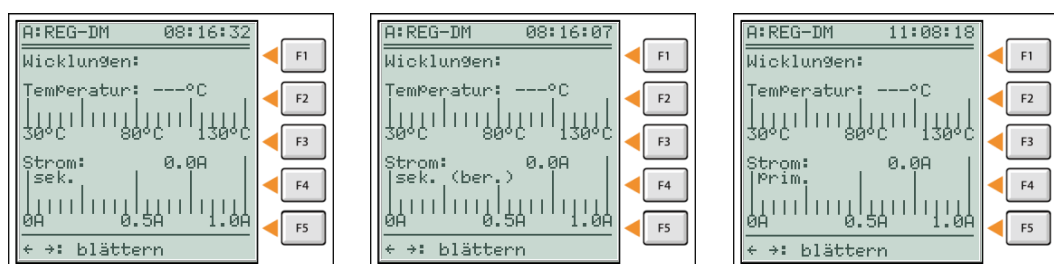 A:REG-DM 08:16:32
Wicklungen:
Temperatur: ---°C
30°C 80°C 130°C
Strom: 0.0A
sek.
0A 0.5A 1.0A
← →: blättern
F1
F2
F3
F4
F5
A:REG-DM 08:16:07
Wicklungen:
Temperatur: ---°C
30°C 80°C 130°C
Strom: 0.0A
sek. (ber.)
0A 0.5A 1.0A
← →: blättern
F1
F2
F3
F4
F5
A:REG-DM 11:08:18
Wicklungen:
Temperatur: ---°C
30°C 80°C 130°C
Strom: 0.0A
Prim.
0A 0.5A 1.0A
← →: blättern
F1
F2
F3
F4
F5